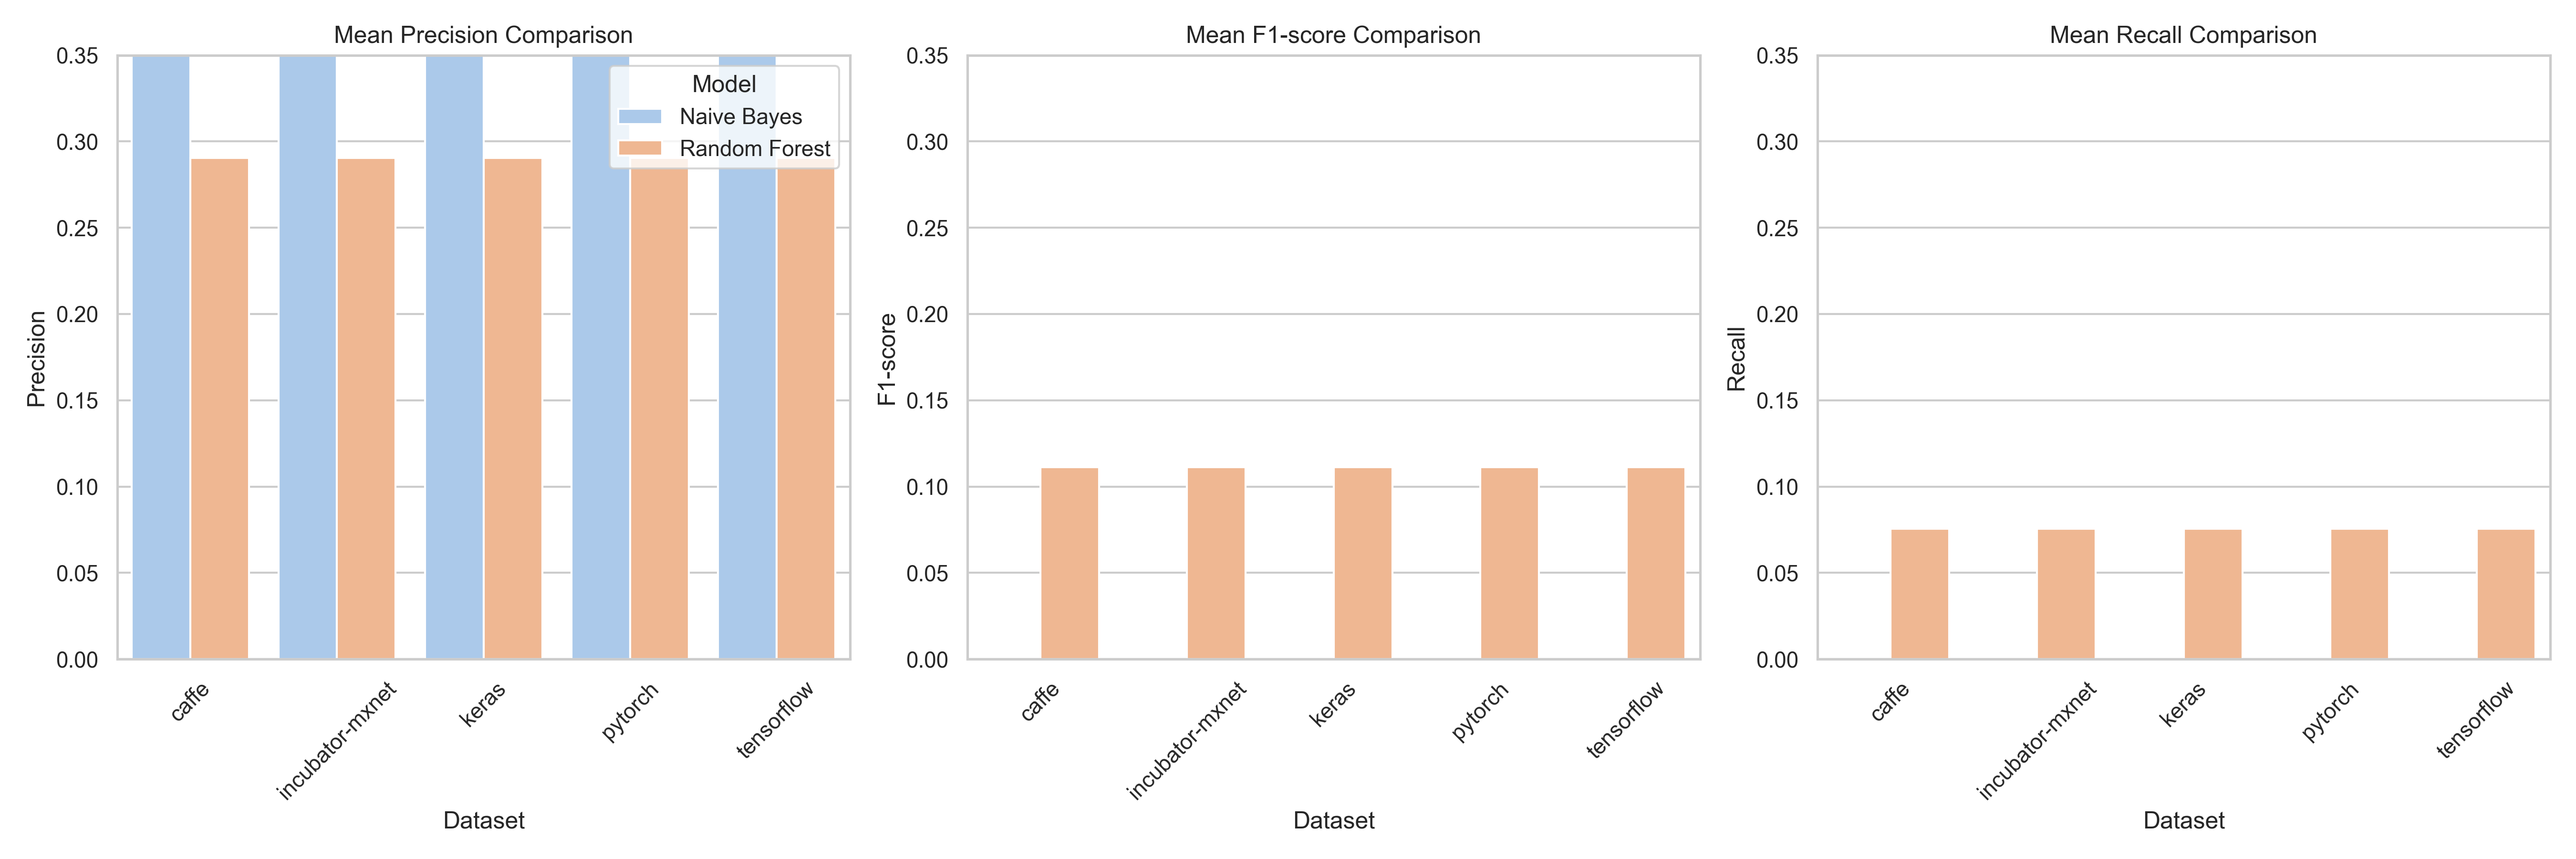 Mean Precision Comparison
0.35
0.30
0.25
0.20
0.15
0.10
0.05
0.00
Precision
Model
Naive Bayes
Random Forest
caffe
incubator-mxnet
keras
pytorch
tensorflow
Dataset
Mean F1-score Comparison
0.35
0.30
0.25
0.20
0.15
0.10
0.05
0.00
F1-score
caffe
incubator-mxnet
keras
pytorch
tensorflow
Dataset
Mean Recall Comparison
0.35
0.30
0.25
0.20
0.15
0.10
0.05
0.00
Recall
caffe
incubator-mxnet
keras
pytorch
tensorflow
Dataset